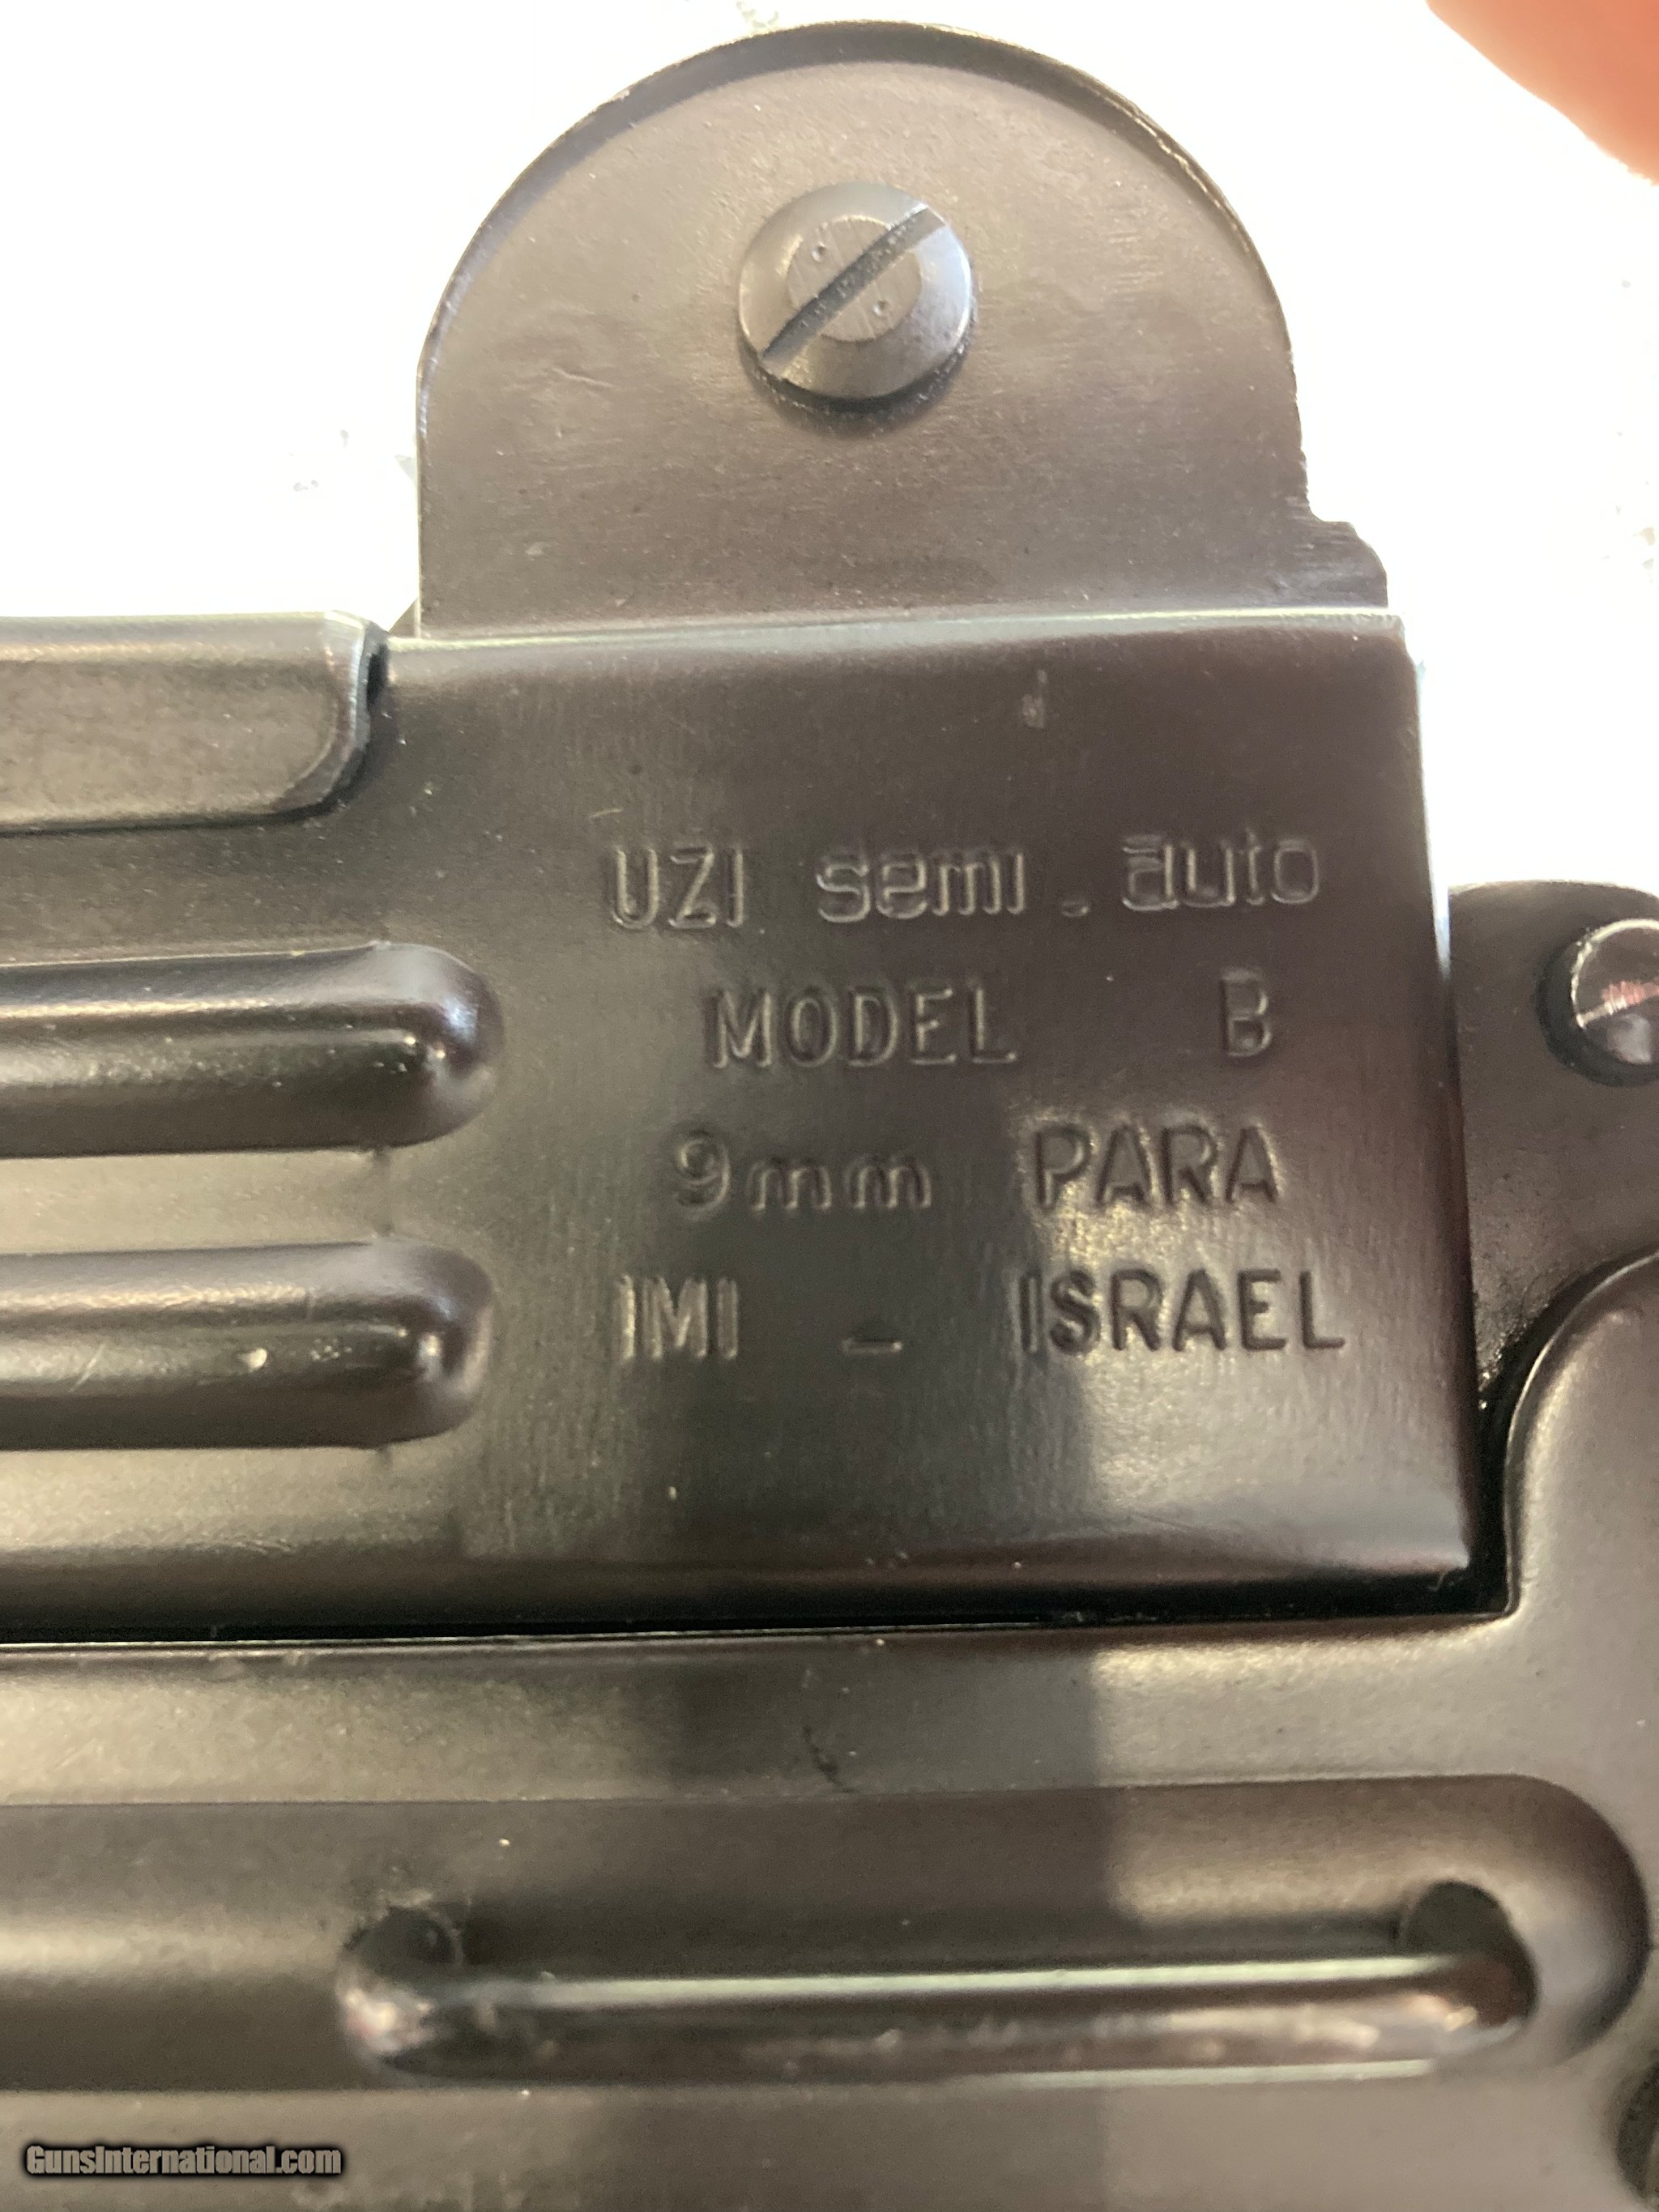 UZI semi . auto
MODEL B
9mm PARA
IMI - ISRAEL
GunsInternational.com